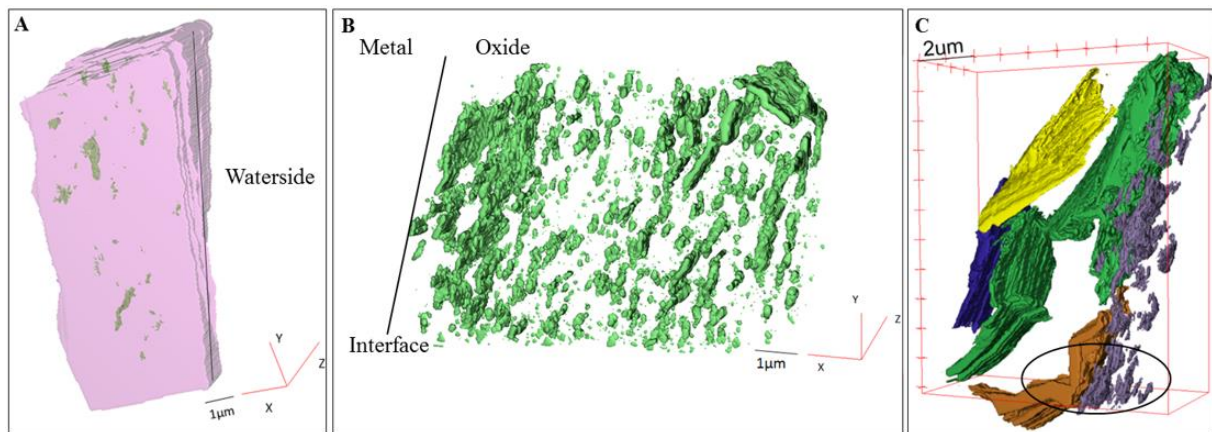 A
Waterside
Y
Z
X
1μm
B
Metal
Oxide
Interface
Y
Z
X
1μm
C
2um